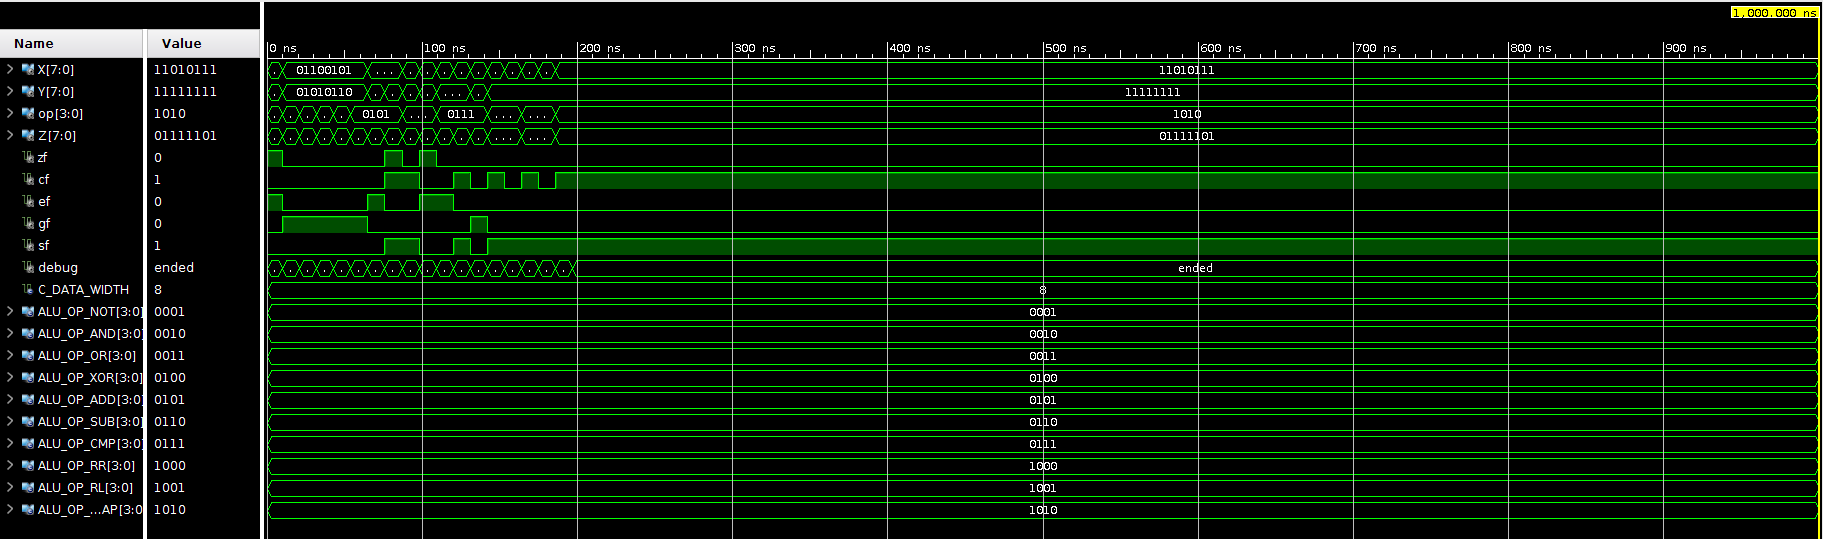 1,000.000 ns
Name Value
0 ns 100 ns 200 ns 300 ns 400 ns 500 ns 600 ns 700 ns 800 ns 900 ns
X[7:0] 11010111 01100101 ... 11010111
Y[7:0] 11111111 01010110 ... 11111111
op[3:0] 1010 0101 ... 0111 ... ... 1010
Z[7:0] 01111101 01111101
zf 0
cf 1
ef 0
gf 0
sf 1
debug ended ended
C_DATA_WIDTH 8 8
ALU_OP_NOT[3:0] 0001 0001
ALU_OP_AND[3:0] 0010 0010
ALU_OP_OR[3:0] 0011 0011
ALU_OP_XOR[3:0] 0100 0100
ALU_OP_ADD[3:0] 0101 0101
ALU_OP_SUB[3:0] 0110 0110
ALU_OP_CMP[3:0] 0111 0111
ALU_OP_RR[3:0] 1000 1000
ALU_OP_RL[3:0] 1001 1001
ALU_OP_...AP[3:0 1010 1010